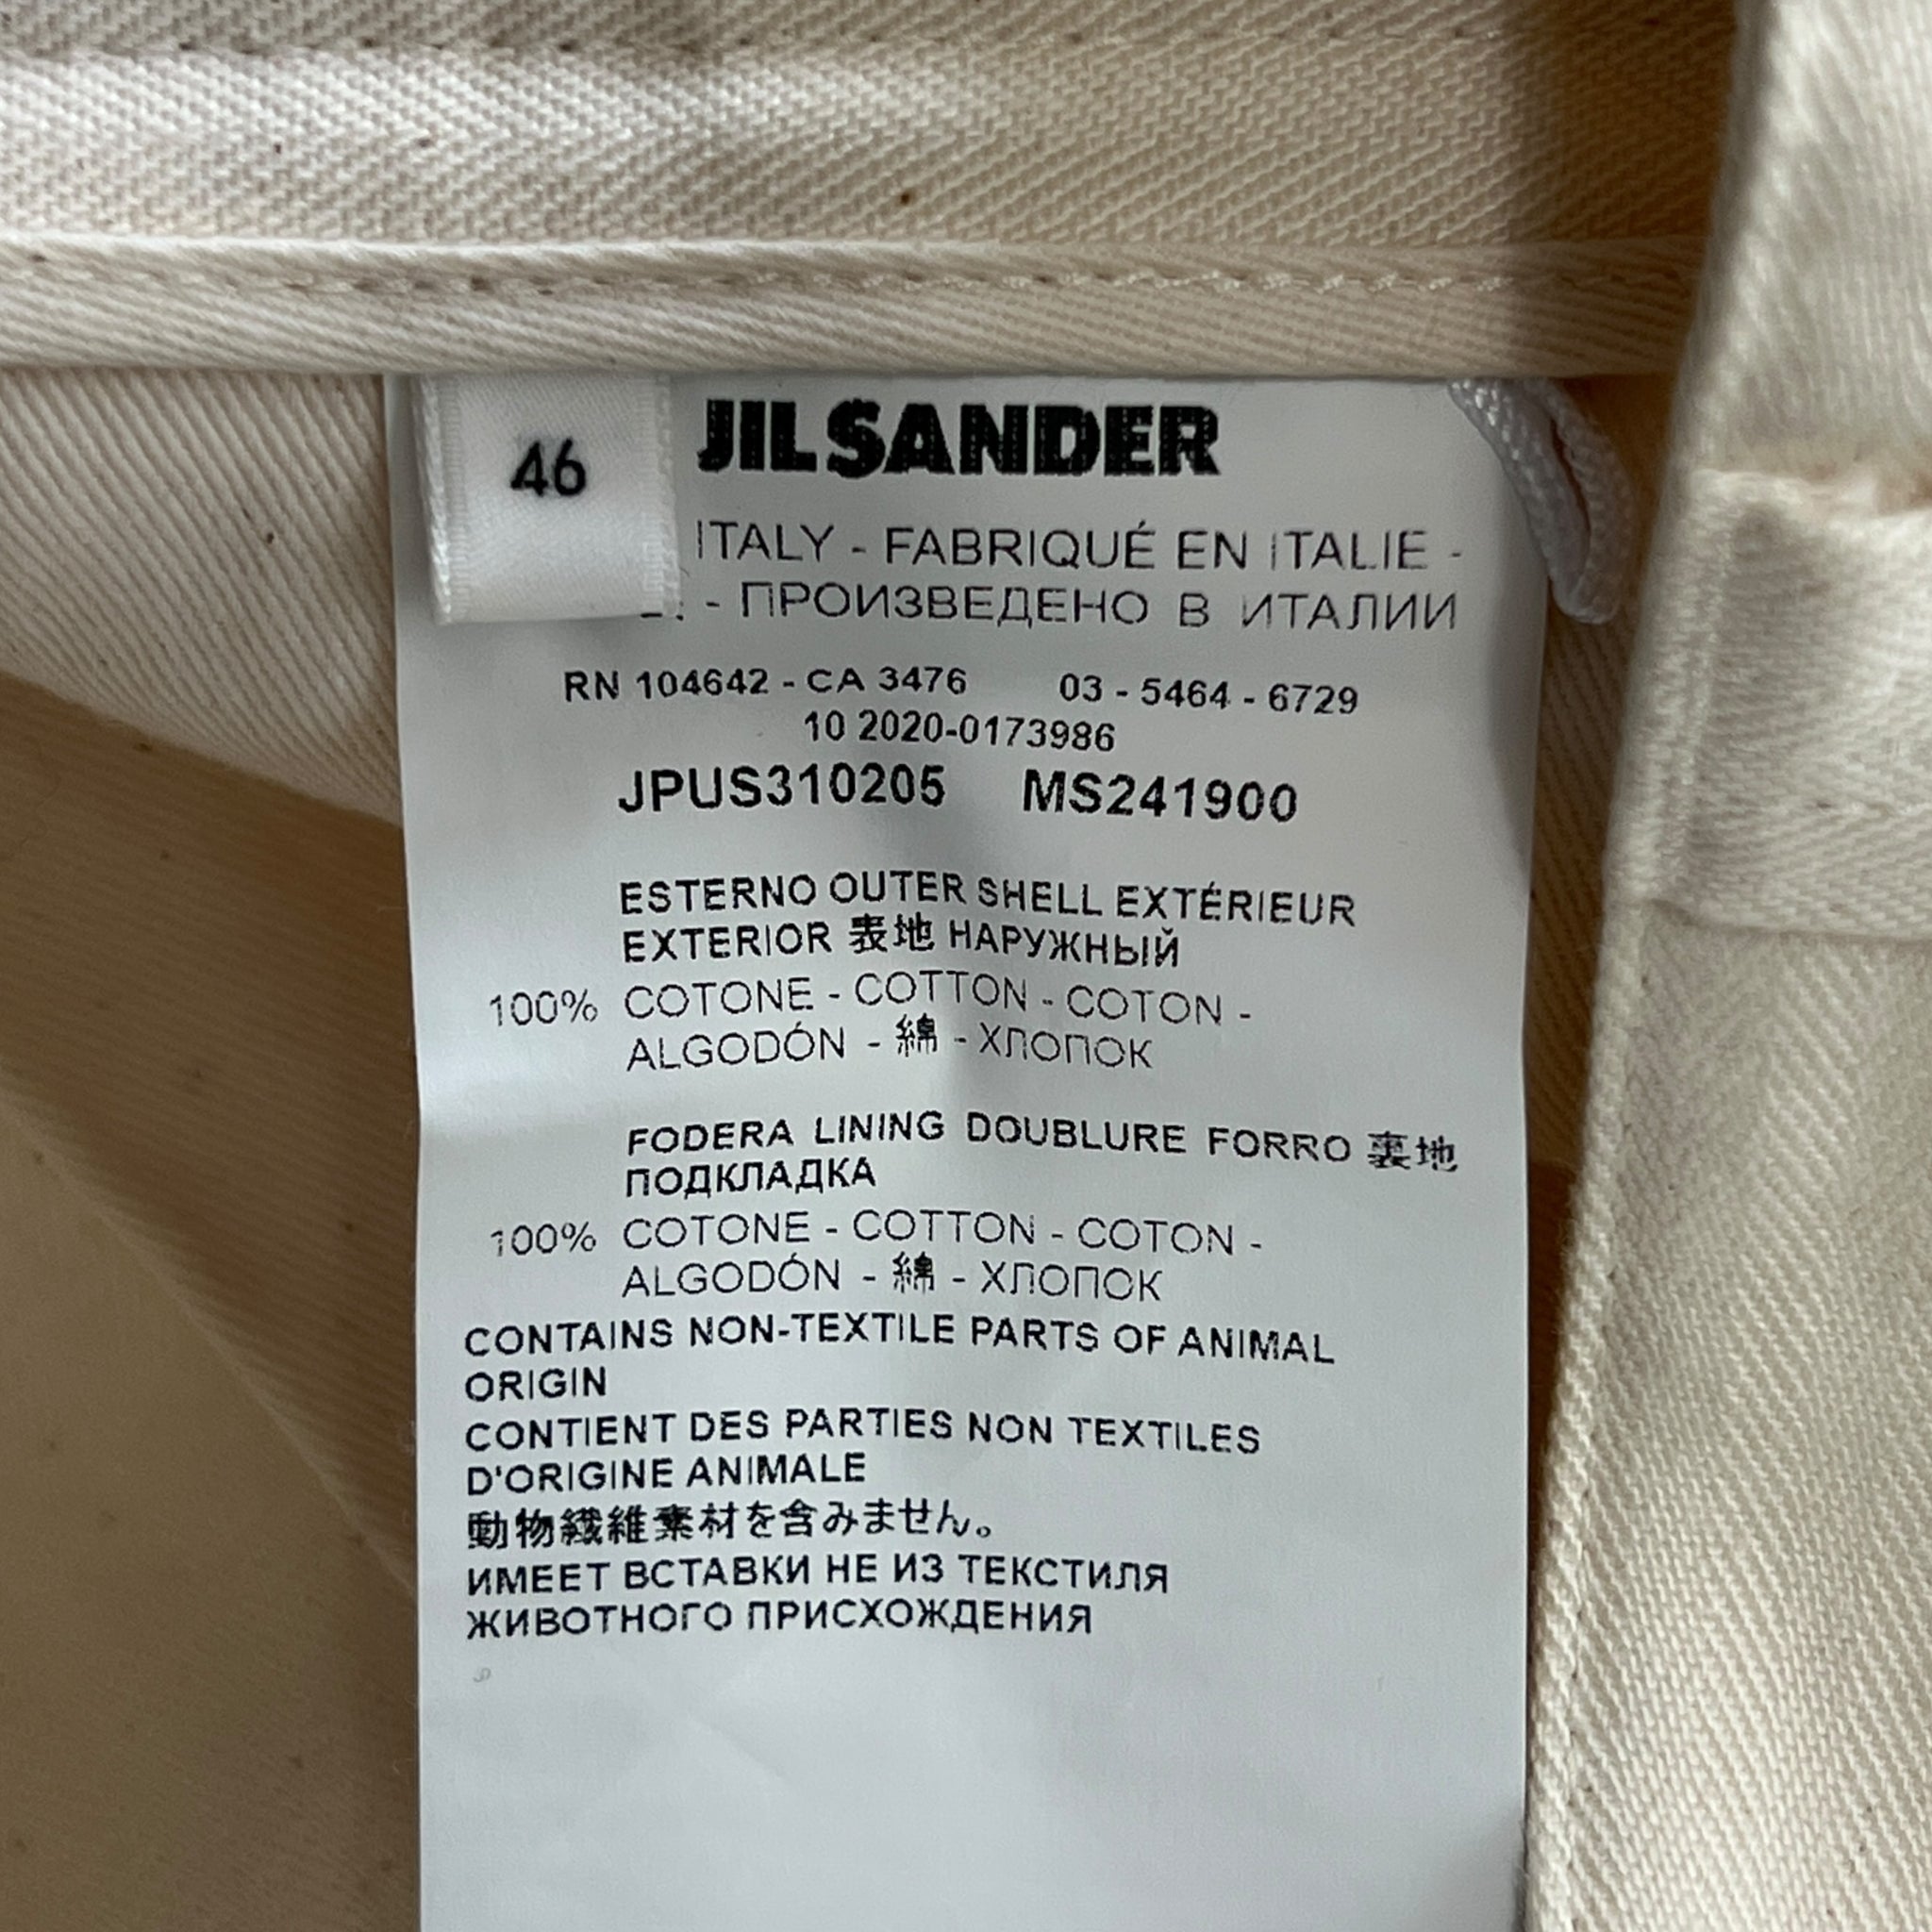 46
JILSANDER
ITALY - FABRIQUÉ EN ITALIE -
- ПРОИЗВЕДЕНО В ИТАЛИИ
RN 104642 - CA 3476 03 - 5464 - 6729
10 2020-0173986
JPUS310205 MS241900
ESTERNO OUTER SHELL EXTÉRIEUR
EXTERIOR 表地 НАРУЖНЫЙ
100% COTONE - COTTON - COTON -
ALGODÓN - 綿 - ХЛОПОК
FODERA LINING DOUBLURE FORRO 裏地
ПОДКЛАДКА
100% COTONE - COTTON - COTON -
ALGODÓN - 綿 - ХЛОПОК
CONTAINS NON-TEXTILE PARTS OF ANIMAL
ORIGIN
CONTIENT DES PARTIES NON TEXTILES
D'ORIGINE ANIMALE
動物繊維素材を含みません。
ИМЕЕТ ВСТАВКИ НЕ ИЗ ТЕКСТИЛЯ
ЖИВОТНОГО ПРИСХОЖДЕНИЯ